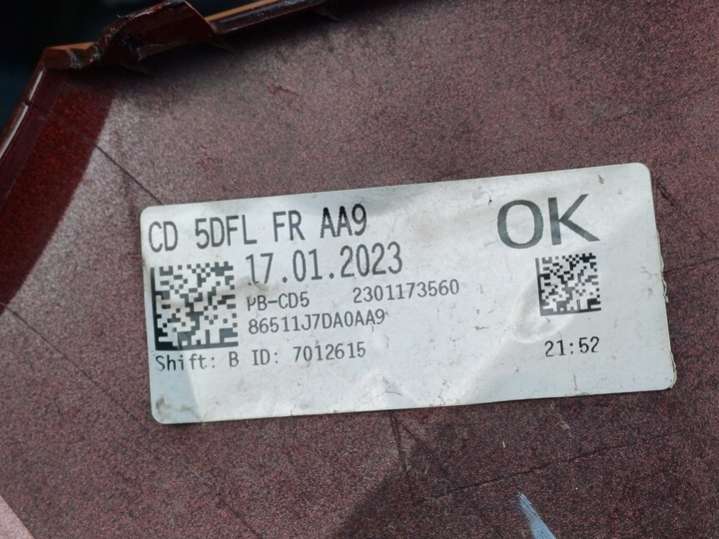 CD 5DFL FR AA9
OK
17.01.2023
PB-CD5 2301173560
86511J7DA0AA9
Shift: B ID: 7012615
21:52